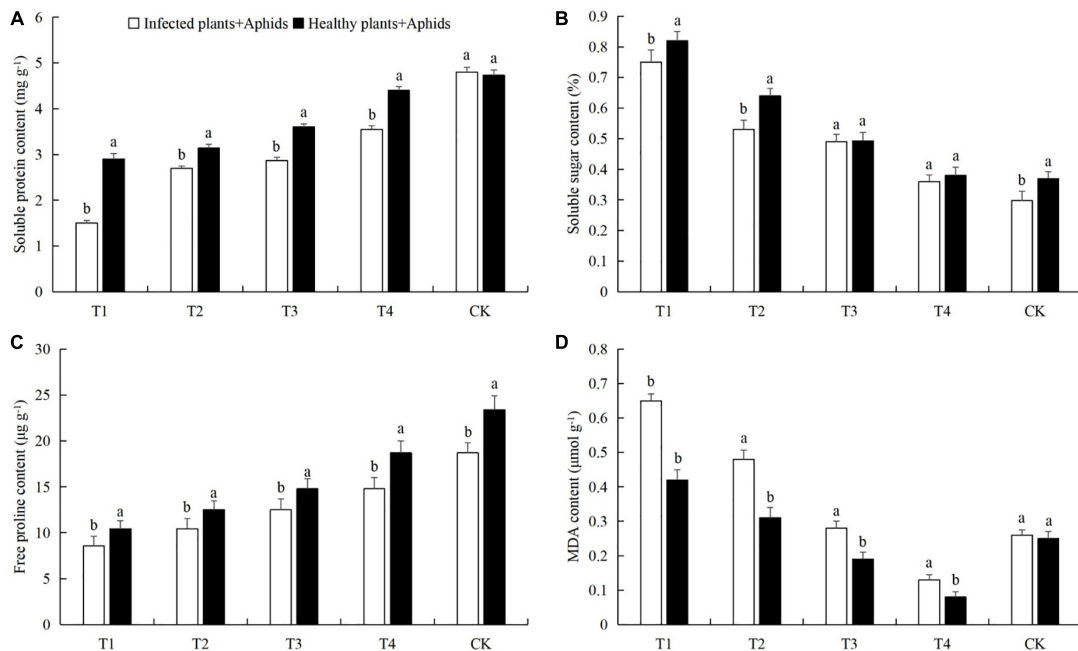 A
Infected plants+Aphids Healthy plants+Aphids
Soluble protein content (mg g⁻¹)
6
5
4
3
2
1
0
b a b a b a b a a a
T1 T2 T3 T4 CK
B
Soluble sugar content (%)
0.9
0.8
0.7
0.6
0.5
0.4
0.3
0.2
0.1
0
b a b a a a a a b a
T1 T2 T3 T4 CK
C
Free proline content (µg g⁻¹)
30
25
20
15
10
5
0
b a b a b a b a b a
T1 T2 T3 T4 CK
D
MDA content (µmol g⁻¹)
0.8
0.7
0.6
0.5
0.4
0.3
0.2
0.1
0
b b a b a b a b a a
T1 T2 T3 T4 CK